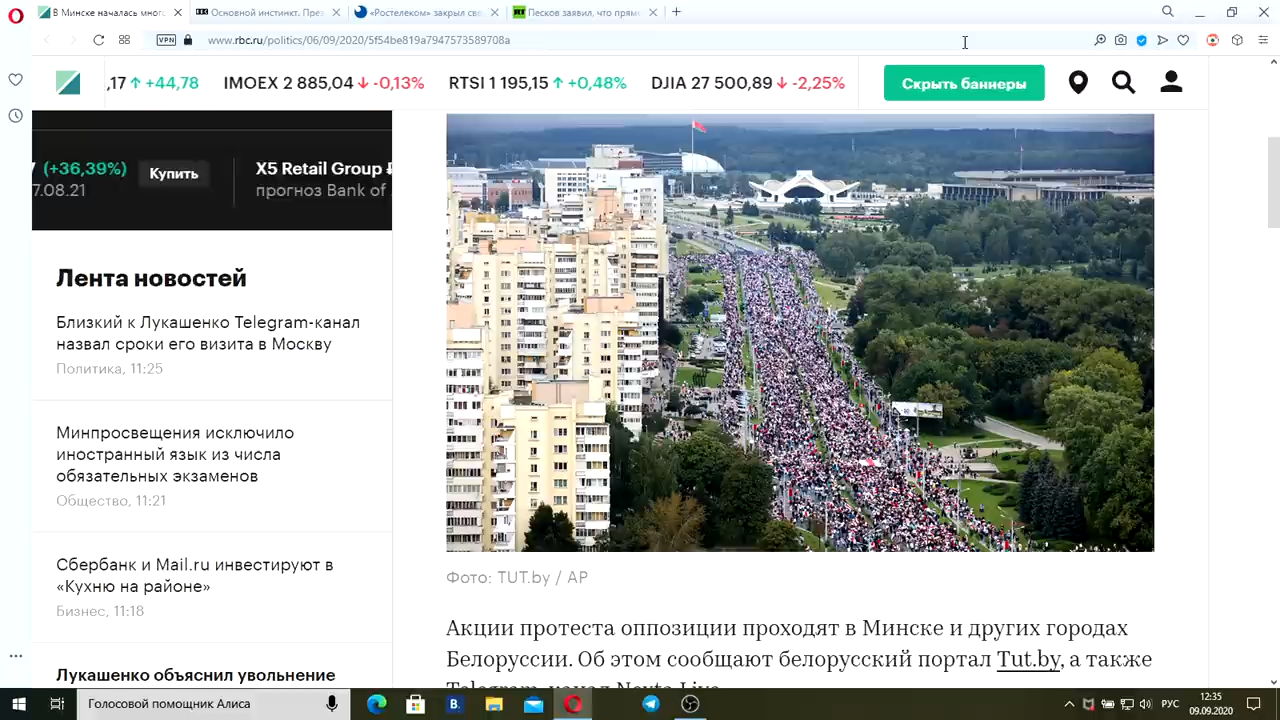 В Минске началась мног
Основной инстинкт. През
«Ростелеком» закрыл св
Песков заявил, что прям
VPN
www.rbc.ru/politics/06/09/2020/5f54be819a7947573589708a
,17 ↑ +44,78 IMOEX 2 885,04 ↓ -0,13% RTSI 1 195,15 ↑ +0,48% DJIA 27 500,89 ↓ -2,25%
Скрыть баннеры
(+36,39%)
7.08.21
Купить
X5 Retail Group
прогноз Bank of
Лента новостей
Близкий к Лукашенко Telegram-канал
назвал сроки его визита в Москву
Политика, 11:25
Минпросвещения исключило
иностранный язык из числа
обязательных экзаменов
Общество, 11:21
Сбербанк и Mail.ru инвестируют в
«Кухню на районе»
Бизнес, 11:18
Лукашенко объяснил увольнение
Фото: TUT.by / AP
Акции протеста оппозиции проходят в Минске и других городах
Белоруссии. Об этом сообщают белорусский портал Tut.by, а также
Telegram-канал Nexta Live.
Голосовой помощник Алиса
B.
РУС
12:35
09.09.2020